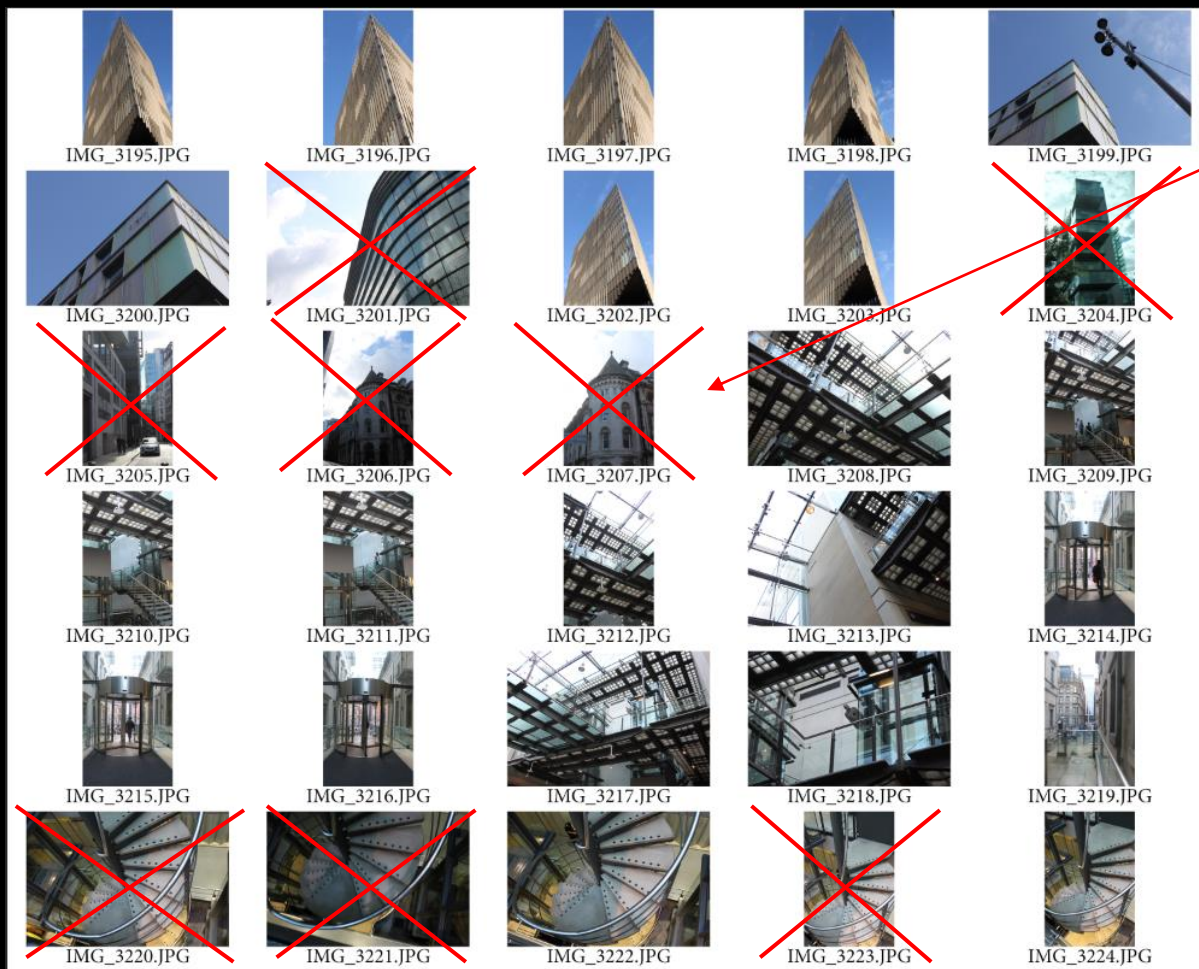 IMG_3195.JPG IMG_3196.JPG IMG_3197.JPG IMG_3198.JPG IMG_3199.JPG
IMG_3200.JPG IMG_3201.JPG IMG_3202.JPG IMG_3203.JPG IMG_3204.JPG
IMG_3205.JPG IMG_3206.JPG IMG_3207.JPG IMG_3208.JPG IMG_3209.JPG
IMG_3210.JPG IMG_3211.JPG IMG_3212.JPG IMG_3213.JPG IMG_3214.JPG
IMG_3215.JPG IMG_3216.JPG IMG_3217.JPG IMG_3218.JPG IMG_3219.JPG
IMG_3220.JPG IMG_3221.JPG IMG_3222.JPG IMG_3223.JPG IMG_3224.JPG